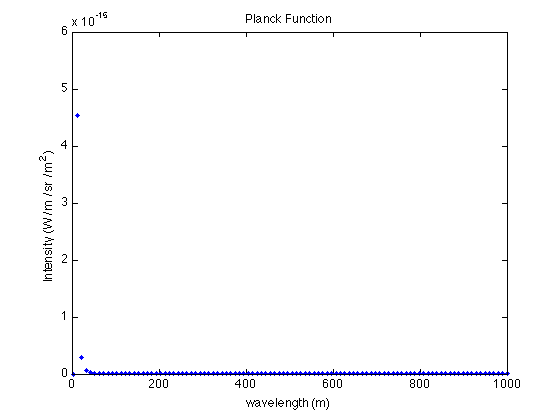 Planck Function
6 x 10^-16
5
4
3
2
1
0
Intensity (W/m/sr/m^2)
0 200 400 600 800 1000
wavelength (m)